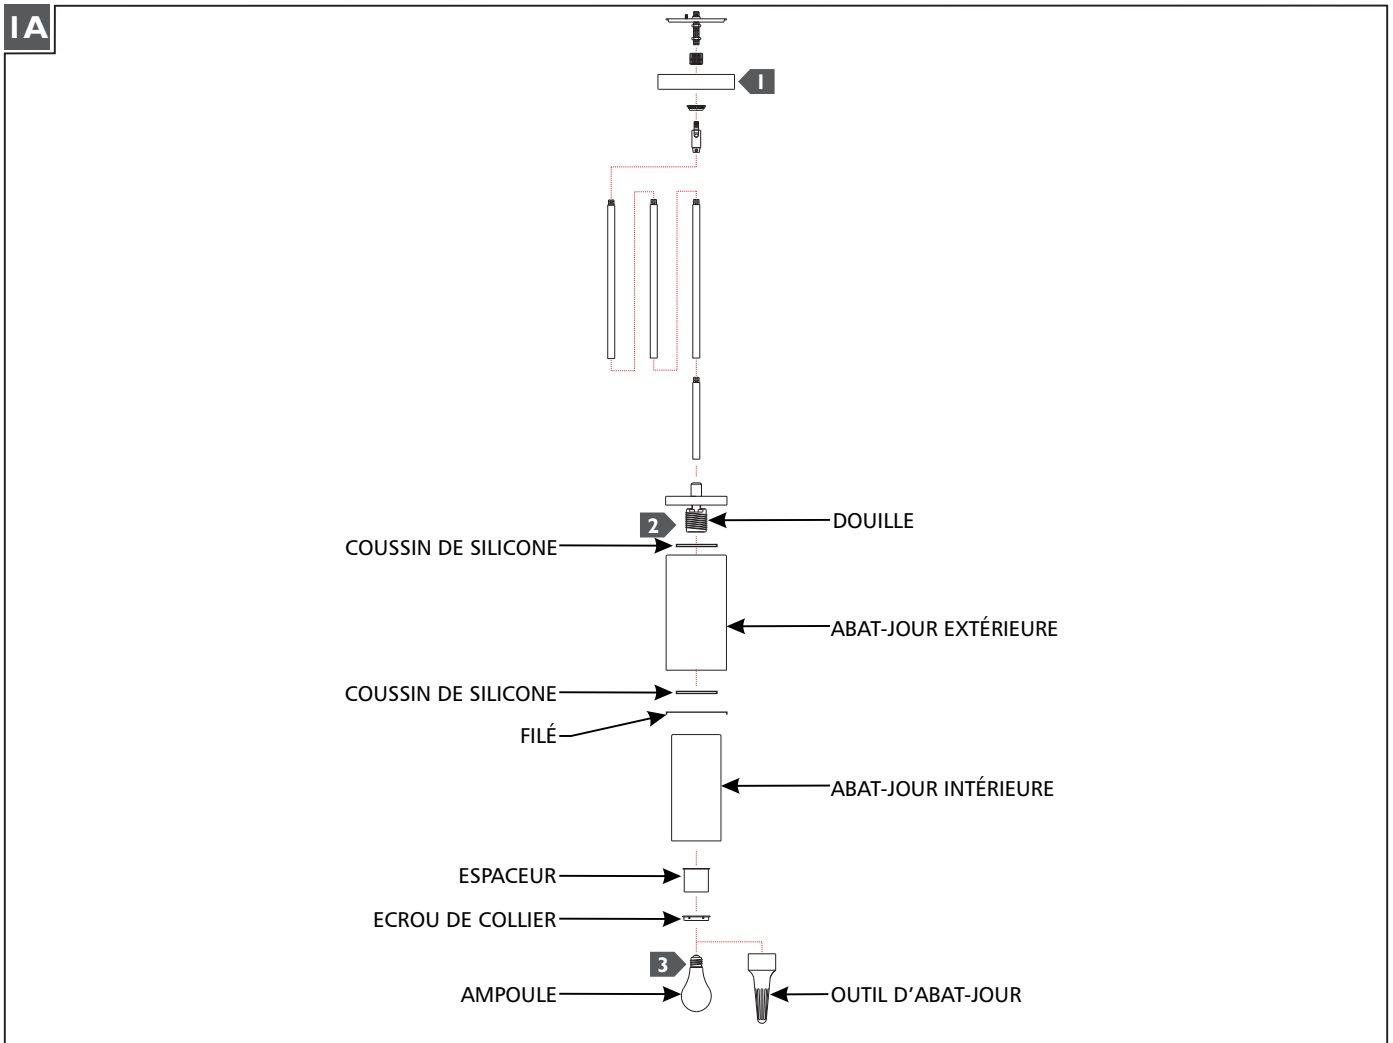 1A
1
2
DOUILLE
COUSSIN DE SILICONE
ABAT-JOUR EXTÉRIEURE
COUSSIN DE SILICONE
FILÉ
ABAT-JOUR INTÉRIEURE
ESPACEUR
ECROU DE COLLIER
3
AMPOULE
OUTIL D’ABAT-JOUR